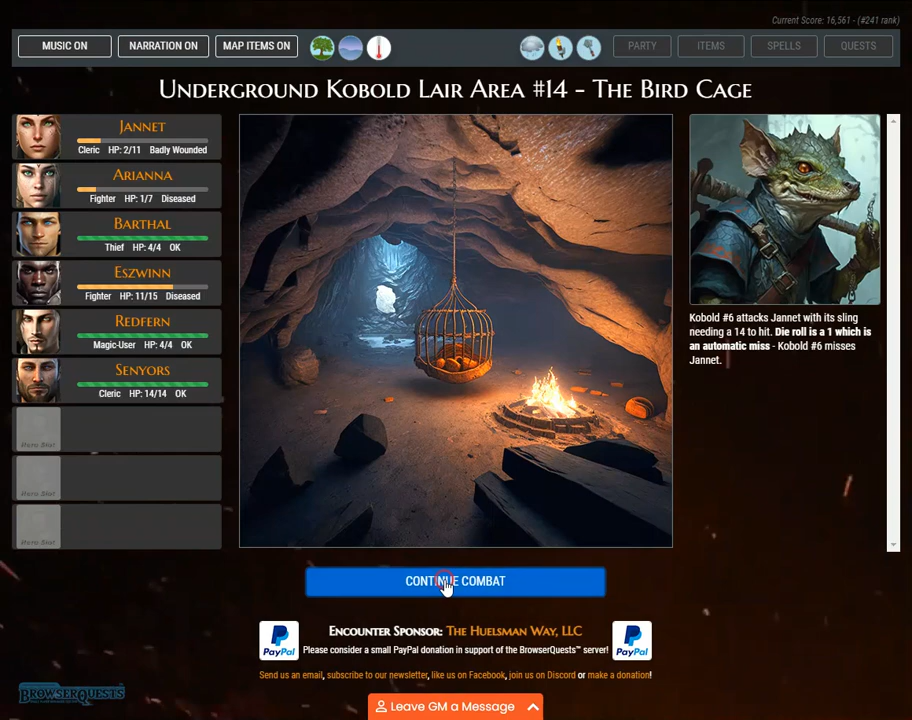 Current Score: 16,561 - (#241 rank)
MUSIC ON
NARRATION ON
MAP ITEMS ON
PARTY
ITEMS
SPELLS
QUESTS
Underground Kobold Lair Area #14 - The Bird Cage
Jannet
Cleric HP: 2/11 Badly Wounded
Arianna
Fighter HP: 1/7 Diseased
Barthal
Thief HP: 4/4 OK
Eszwinn
Fighter HP: 11/15 Diseased
Redfern
Magic-User HP: 4/4 OK
Senyors
Cleric HP: 14/14 OK
Hero Slot
Hero Slot
Hero Slot
Kobold #6 attacks Jannet with its sling
needing a 14 to hit. Die roll is a 1 which is
an automatic miss - Kobold #6 misses
Jannet.
CONTINUE COMBAT
PayPal
Encounter Sponsor: The Huelsman Way, LLC
Please consider a small PayPal donation in support of the BrowserQuests™ server!
PayPal
Send us an email, subscribe to our newsletter, like us on Facebook, join us on Discord or make a donation!
BrowserQuests
Leave GM a Message